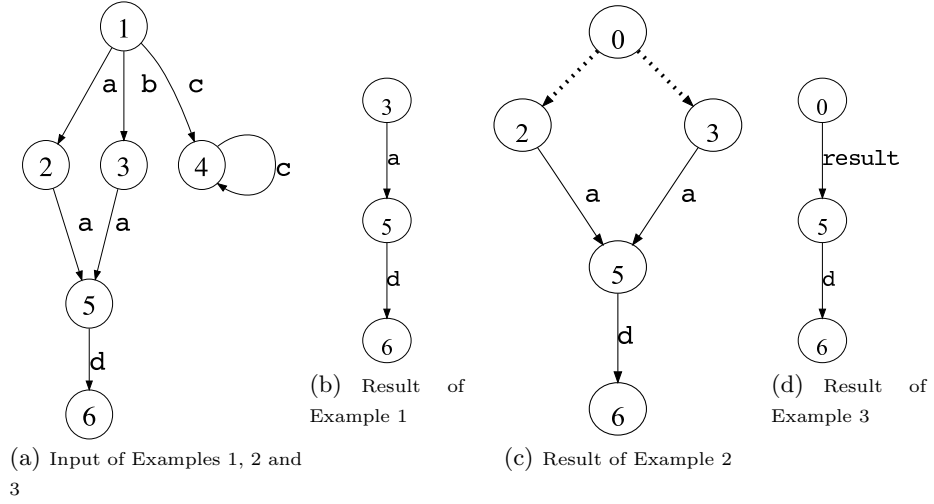 1
a b c
2 3 4
c
a a
5
d
6
(a) Input of Examples 1, 2 and
3
3
a
5
d
6
(b) Result of
Example 1
0
2 3
a a
5
d
6
(c) Result of Example 2
0
result
5
d
6
(d) Result of
Example 3